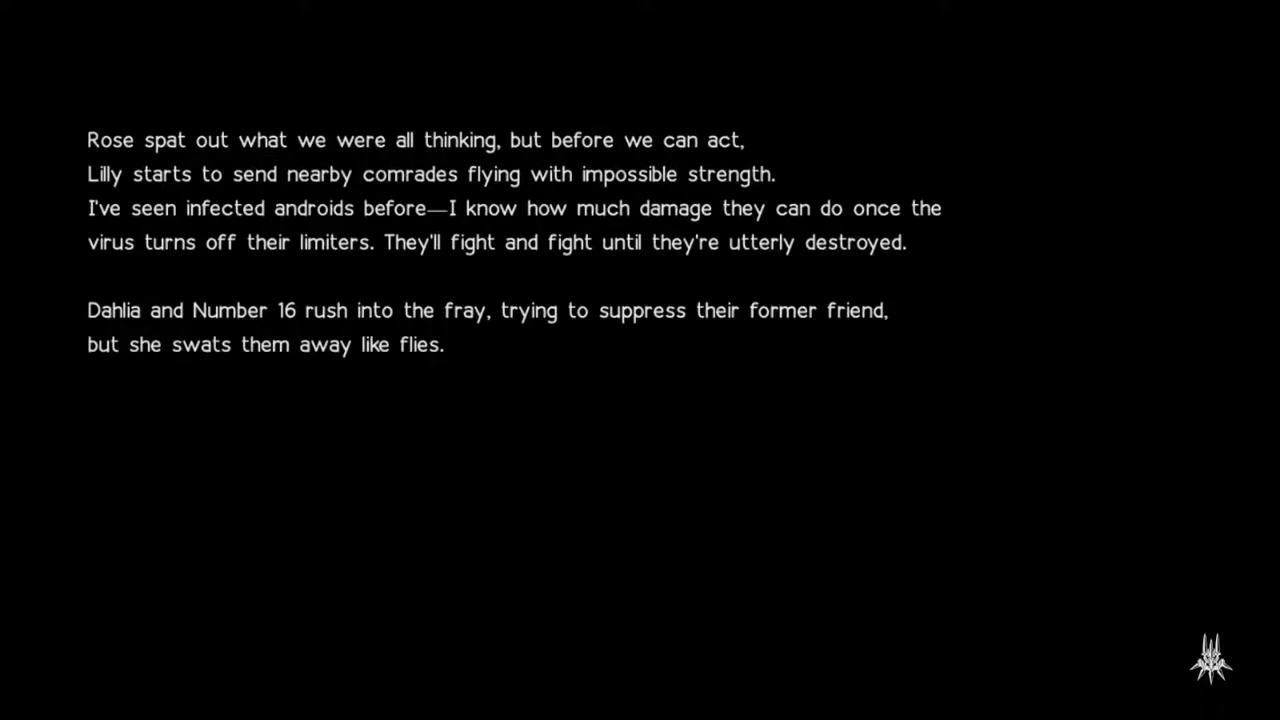 Rose spat out what we were all thinking, but before we can act,
Lilly starts to send nearby comrades flying with impossible strength.
I've seen infected androids before—I know how much damage they can do once the
virus turns off their limiters. They'll fight and fight until they're utterly destroyed.
Dahlia and Number 16 rush into the fray, trying to suppress their former friend,
but she swats them away like flies.